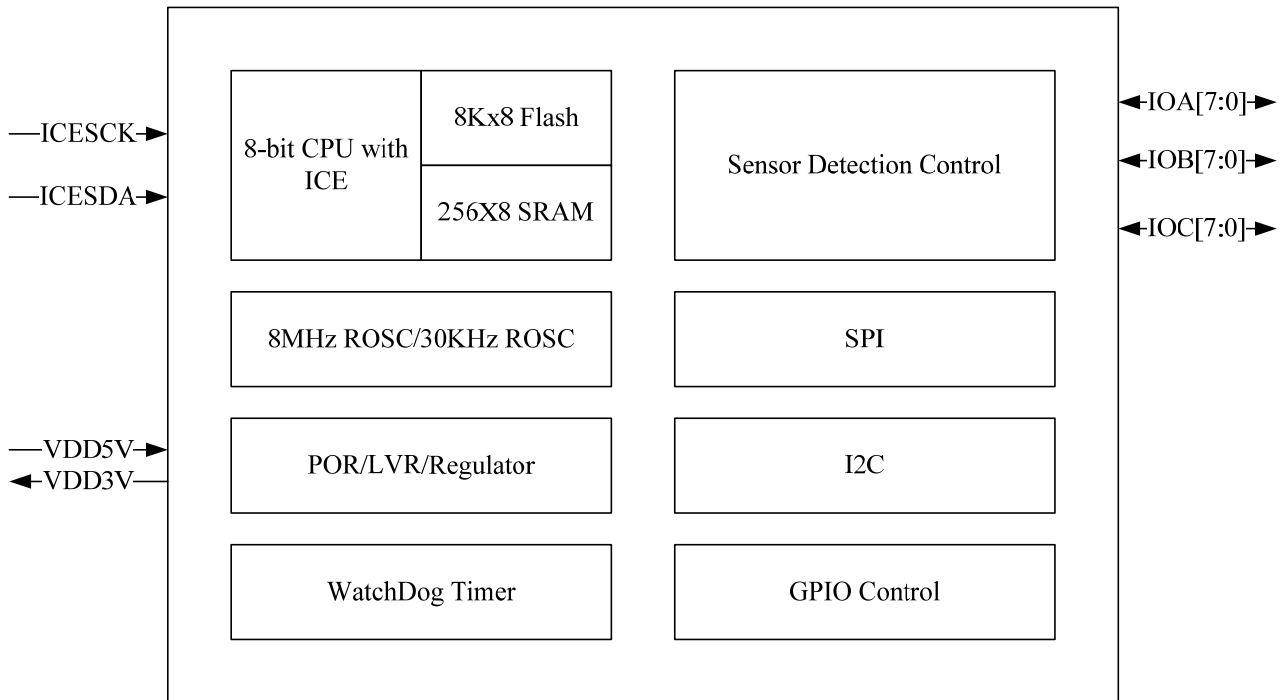 ICESCK
ICESDA
VDD5V
VDD3V
8-bit CPU with
ICE
8Kx8 Flash
256X8 SRAM
8MHz ROSC/30KHz ROSC
POR/LVR/Regulator
WatchDog Timer
Sensor Detection Control
SPI
I2C
GPIO Control
IOA[7:0]
IOB[7:0]
IOC[7:0]